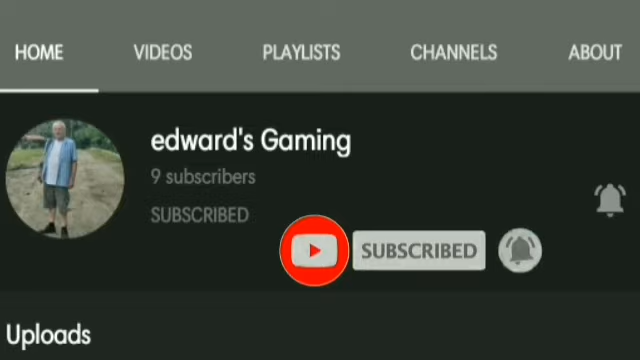 HOME VIDEOS PLAYLISTS CHANNELS ABOUT
edward's Gaming
9 subscribers
SUBSCRIBED
SUBSCRIBED
Uploads